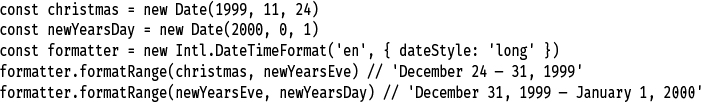 const christmas = new Date(1999, 11, 24)
const newYearsDay = new Date(2000, 0, 1)
const formatter = new Intl.DateTimeFormat('en', { dateStyle: 'long' })
formatter.formatRange(christmas, newYearsEve) // 'December 24 – 31, 1999'
formatter.formatRange(newYearsEve, newYearsDay) // 'December 31, 1999 – January 1, 2000'